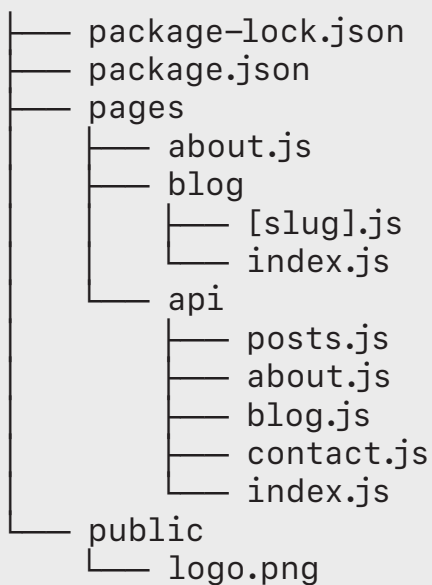 ├── package-lock.json
├── package.json
├── pages
│   ├── about.js
│   ├── blog
│   │   ├── [slug].js
│   │   └── index.js
│   └── api
│       ├── posts.js
│       ├── about.js
│       ├── blog.js
│       ├── contact.js
│       └── index.js
└── public
    └── logo.png